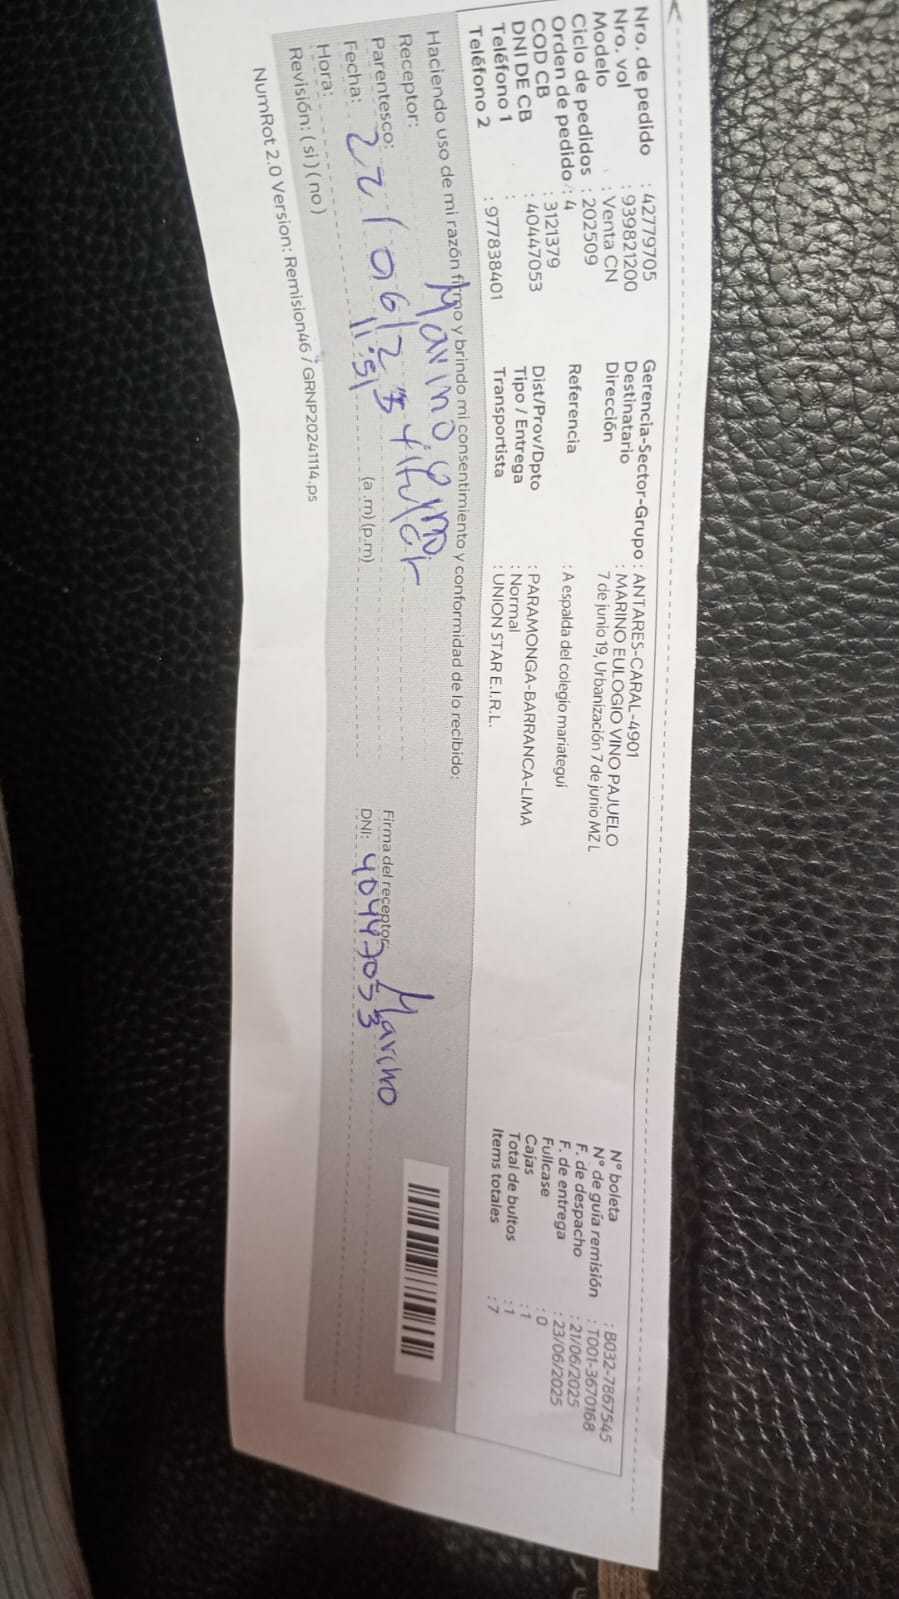 Nro. de pedido : 42779705
Nro. vol : 939821200
Modelo : Venta CN
Ciclo de pedidos : 202509
Orden de pedido : 4
COD CB : 3121379
DNI DE CB : 40447053
Teléfono 1 :
Teléfono 2 : 977838401
Gerencia-Sector-Grupo : ANTARES-CARAL-4901
Destinatario : MARINO EULOGIO VINO PAJUELO
Dirección 7 de junio 19, Urbanización 7 de junio MZ L
Referencia : A espalda del colegio mariategui
Dist/Prov/Dpto : PARAMONGA-BARRANCA-LIMA
Tipo / Entrega : Normal
Transportista : UNION STAR E.I.R.L.
N° boleta : B032-7867545
N° de guía remisión : T001-3670168
F. de despacho : 21/06/2025
F. de entrega : 23/06/2025
Fullcase : 0
Cajas : 1
Total de bultos : 1
Items totales : 7
Haciendo uso de mi razón firmo y brindo mi consentimiento y conformidad de lo recibido:
Receptor: Marino
Parentesco:
Fecha: 22/06/25
Hora: 11:51 (a .m) (p.m)
Revisión: ( si ) ( no )
Firma del receptor: Marino
DNI: 40447053
NumRot 2.0 Version: Remision46 / GRNP20241114.ps